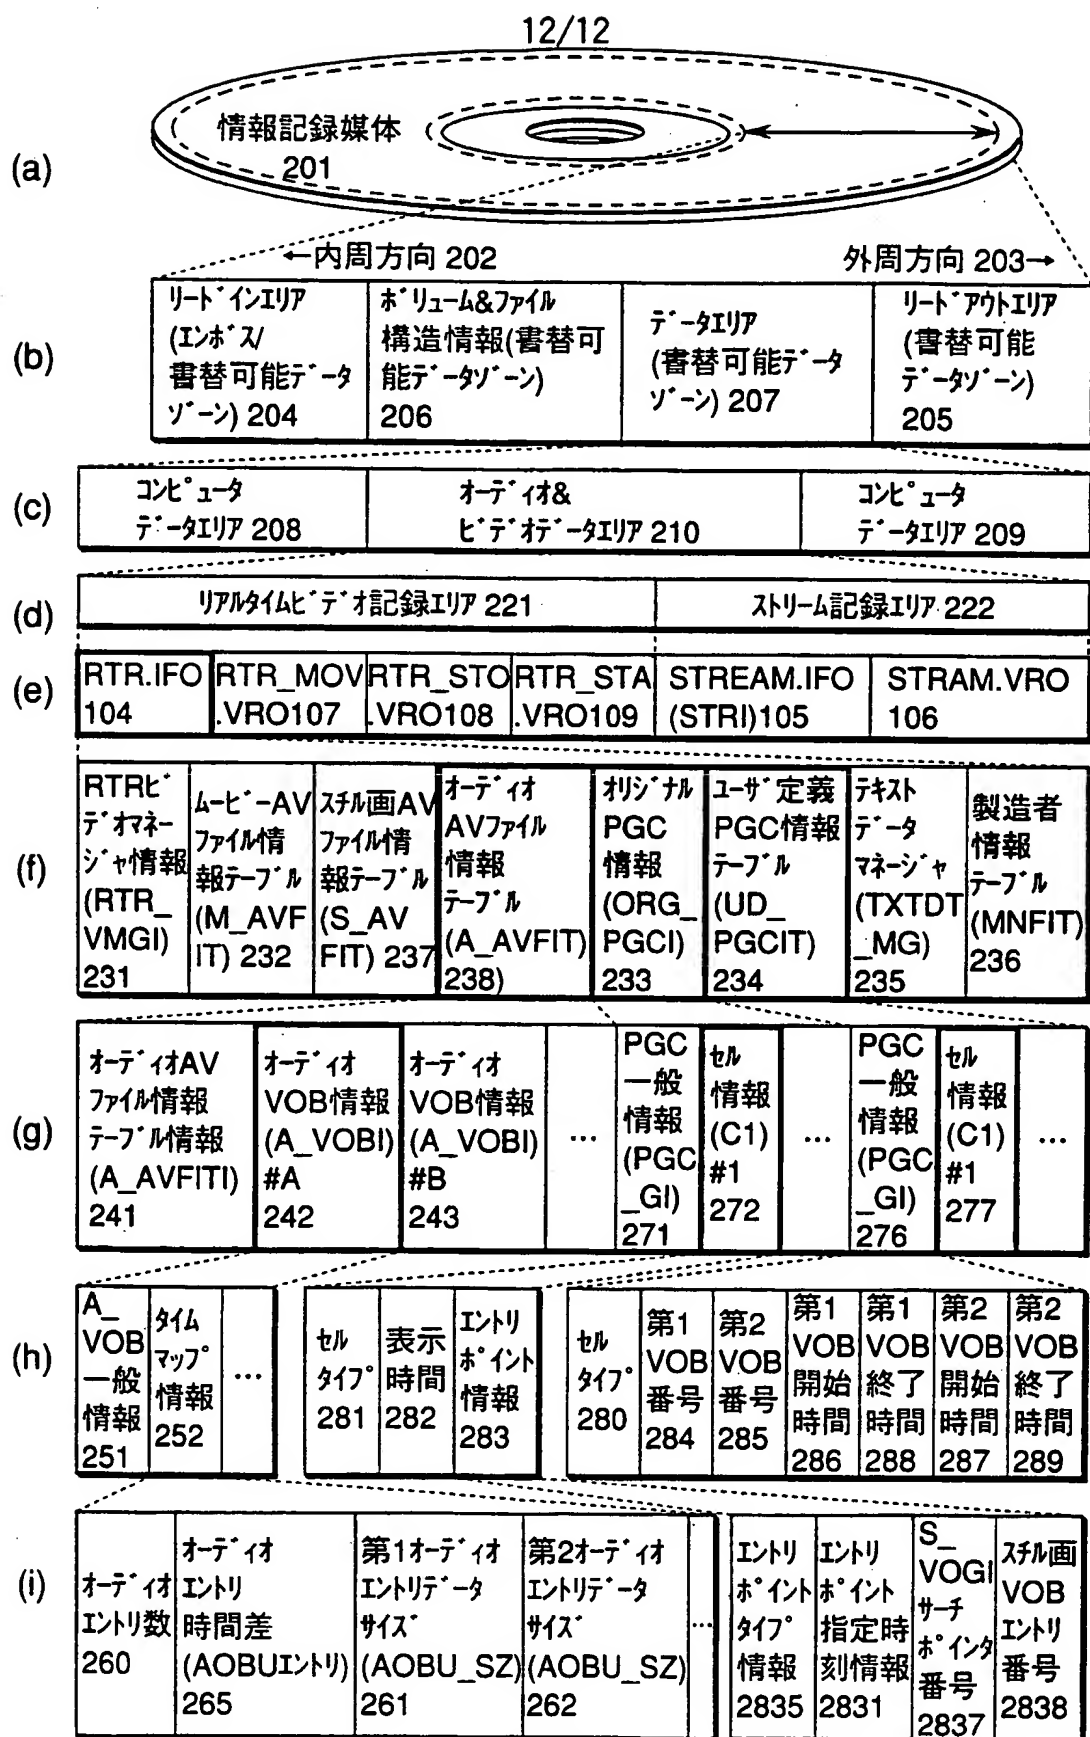 12/12
(a)
情報記録媒体
201
←内周方向 202
外周方向 203→
(b)
リードインエリア
(エンボス/
書替可能データ
ゾーン) 204
ボリューム&ファイル
構造情報(書替可
能データゾーン)
206
データエリア
(書替可能データ
ゾーン) 207
リードアウトエリア
(書替可能
データゾーン)
205
(c)
コンピュータ
データエリア 208
オーディオ&
ビデオデータエリア 210
コンピュータ
データエリア 209
(d)
リアルタイムビデオ記録エリア 221
ストリーム記録エリア 222
(e)
RTR.IFO
104
RTR_MOV
.VRO107
RTR_STO
.VRO108
RTR_STA
.VRO109
STREAM.IFO
(STRI)105
STRAM.VRO
106
(f)
RTRビ
デオマネー
ジャ情報
(RTR_
VMGI)
231
ムービーAV
ファイル情
報テーブル
(M_AVF
IT) 232
スチル画AV
ファイル情
報テーブル
(S_AV
FIT) 237
オーディオ
AVファイル
情報
テーブル
(A_AVFIT)
238)
オリジナル
PGC
情報
(ORG_
PGCI)
233
ユーザ定義
PGC情報
テーブル
(UD_
PGCIT)
234
テキスト
データ
マネージャ
(TXTDT
_MG)
235
製造者
情報
テーブル
(MNFIT)
236
(g)
オーディオAV
ファイル情報
テーブル情報
(A_AVFITI)
241
オーディオ
VOB情報
(A_VOBI)
#A
242
オーディオ
VOB情報
(A_VOBI)
#B
243
…
PGC
一般
情報
(PGC
_GI)
271
セル
情報
(C1)
#1
272
…
PGC
一般
情報
(PGC
_GI)
276
セル
情報
(C1)
#1
277
…
(h)
A_
VOB
一般
情報
251
タイム
マップ
情報
252
…
セル
タイプ
281
表示
時間
282
エントリ
ポイント
情報
283
セル
タイプ
280
第1
VOB
番号
284
第2
VOB
番号
285
第1
VOB
開始
時間
286
第1
VOB
終了
時間
288
第2
VOB
開始
時間
287
第2
VOB
終了
時間
289
(i)
オーディオ
エントリ数
260
オーディオ
エントリ
時間差
(AOBUエントリ)
265
第1オーディオ
エントリデータ
サイズ
(AOBU_SZ)
261
第2オーディオ
エントリデータ
サイズ
(AOBU_SZ)
262
…
エントリ
ポイント
タイプ
情報
2835
エントリ
ポイント
指定時
刻情報
2831
S_
VOGI
サーチ
ポインタ
番号
2837
スチル画
VOB
エントリ
番号
2838